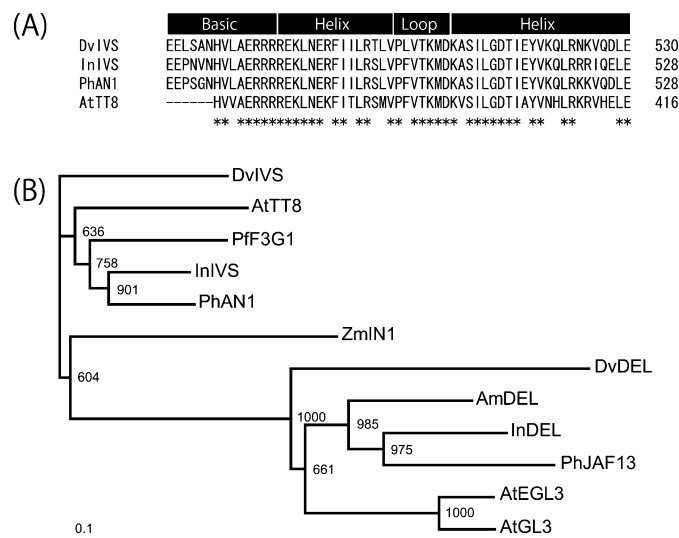 (A)
Basic Helix Loop Helix
DvIVS EELSANHVLAERRRREKLNERFIILRTLVPLVTKMDKASILGDTIEYVKQLRNKVQDLE 530
InIVS EEPNVNHVLAERRRREKLNERFIILRSLVPFVTKMDKASILGDTIEYVKQLRRRIQELE 528
PhAN1 EEPSGNHVLAERRRREKLNERFIILRSLVPFVTKMDKASILGDTIEYVKQLRKKVQDLE 528
AtTT8 ------HVVAERRRREKLNEKFITLRSMVPFVTKMDKVSILGDTIAYVNHLRKRVHELE 416
** *********** ** ** ** ****** ******* ** ** **
(B)
DvIVS
AtTT8
636
PfF3G1
758
InIVS
901
PhAN1
ZmIN1
604
DvDEL
AmDEL
1000
985
InDEL
975
PhJAF13
661
AtEGL3
1000
AtGL3
0.1